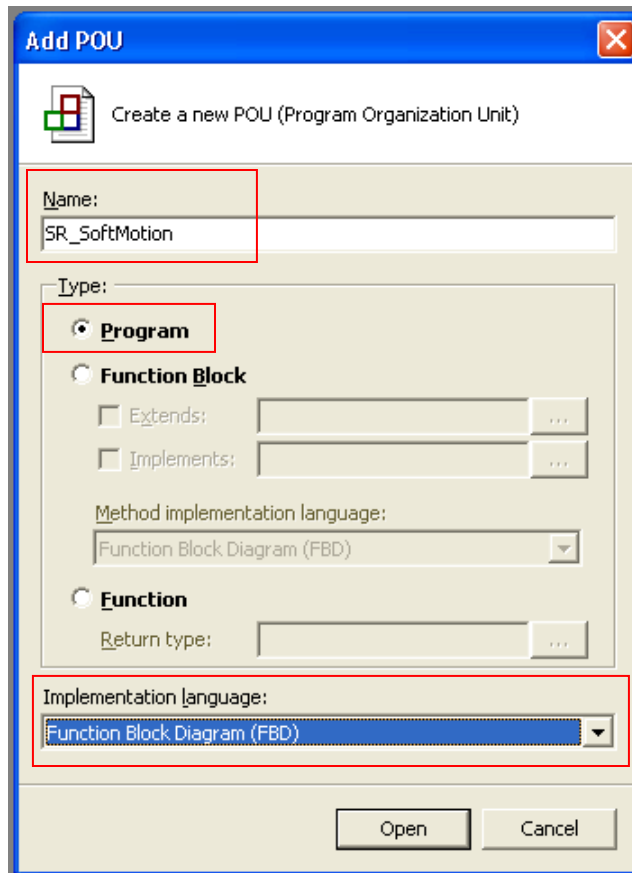 Add POU
Create a new POU (Program Organization Unit)
Name:
SR_SoftMotion
Type:
Program
Function Block
Extends:
...
Implements:
...
Method implementation language:
Function Block Diagram (FBD)
Function
Return type:
...
Implementation language:
Function Block Diagram (FBD)
Open Cancel